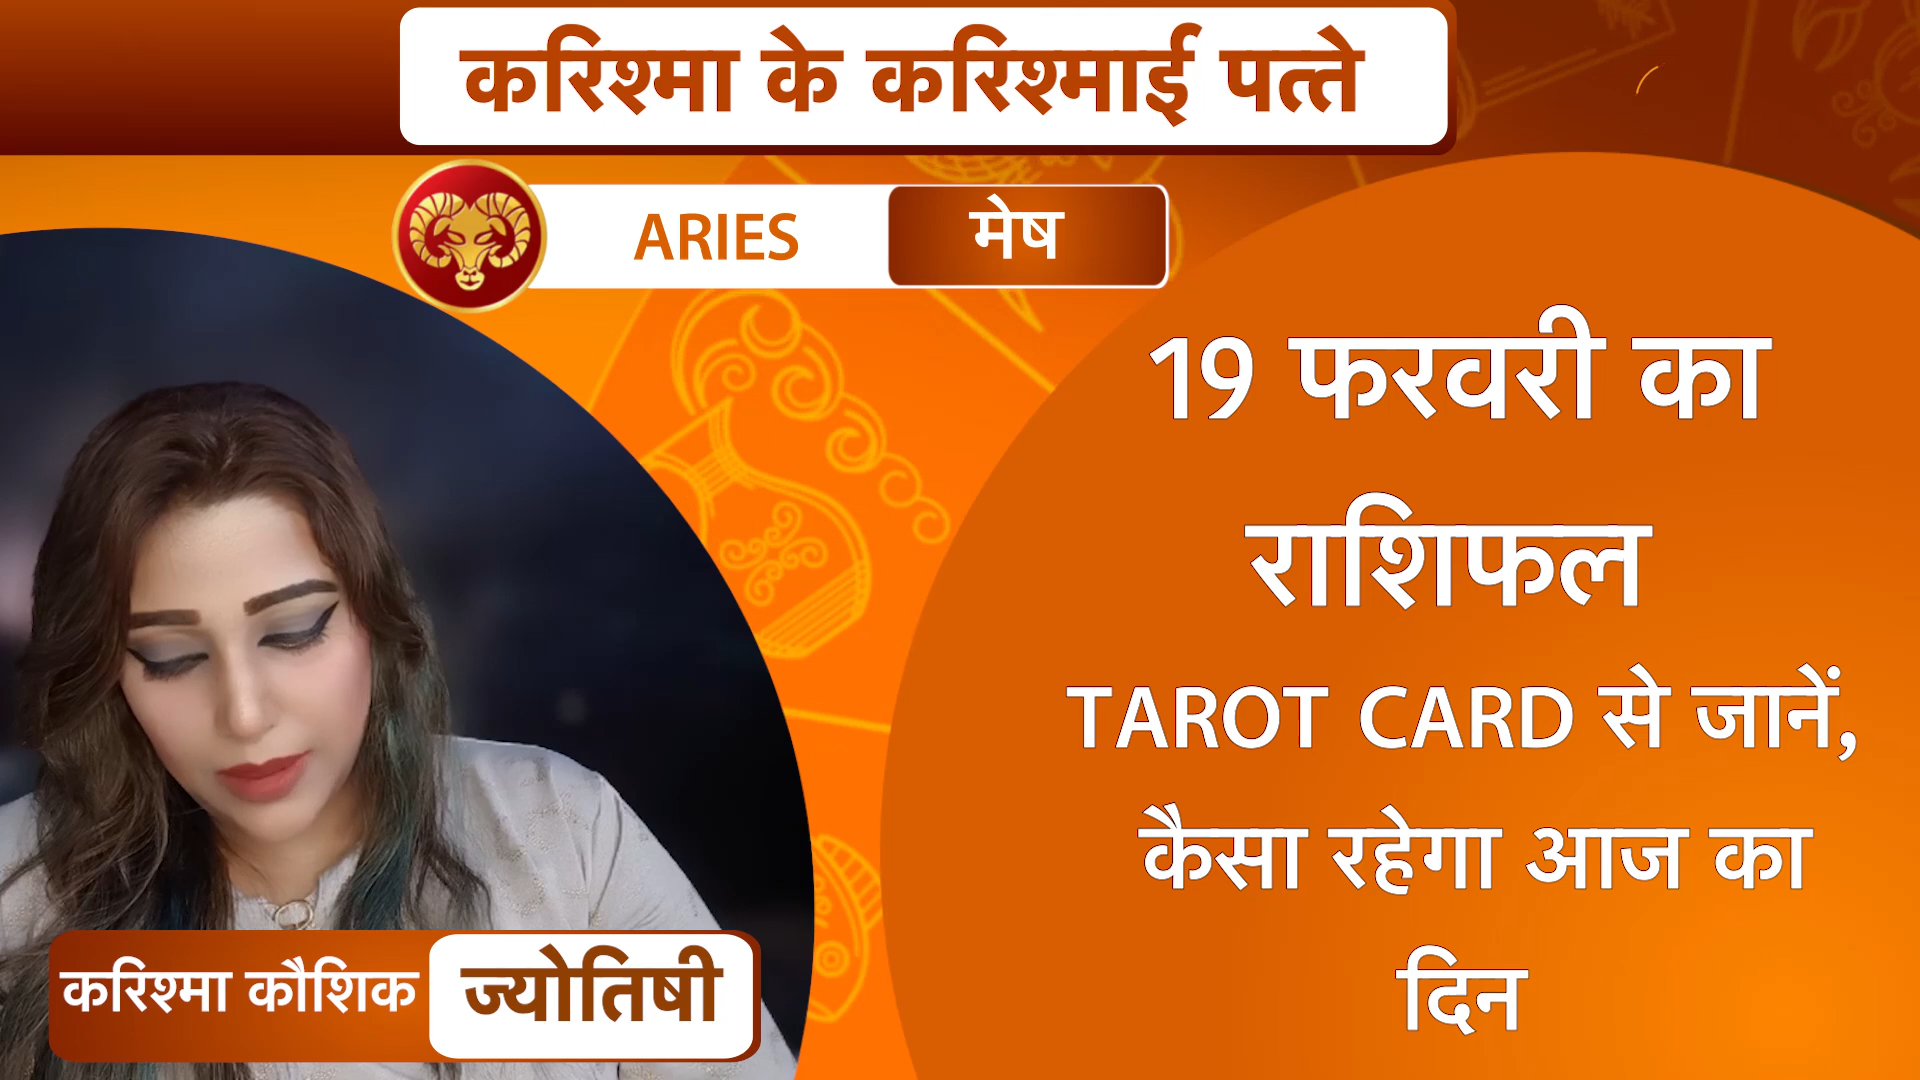 करिश्मा के करिश्माई पत्ते
ARIES मेष
19 फरवरी का
राशिफल
TAROT CARD से जानें,
कैसा रहेगा आज का
दिन
करिश्मा कौशिक ज्योतिषी